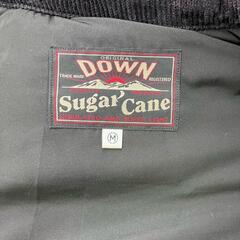 ORIGINAL
DOWN
TRADE MARK REGISTERED
Sugar Cane
M